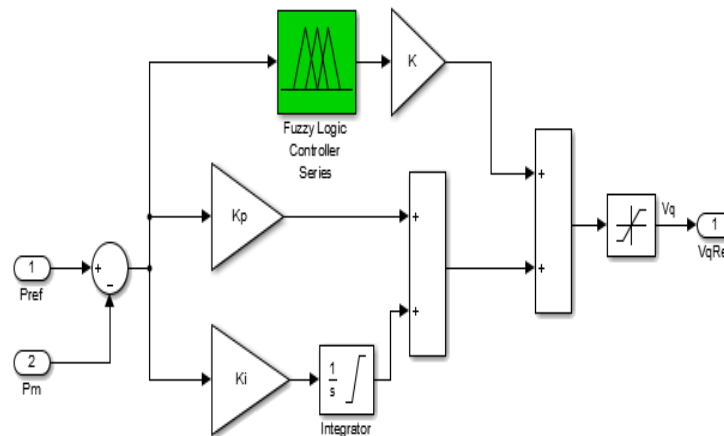 K
Fuzzy Logic
Controller
Series
Kp
+
+
+
+
Vq
1
VqRe
1
Pref
+
−
2
Pm
Ki
1
s
Integrator